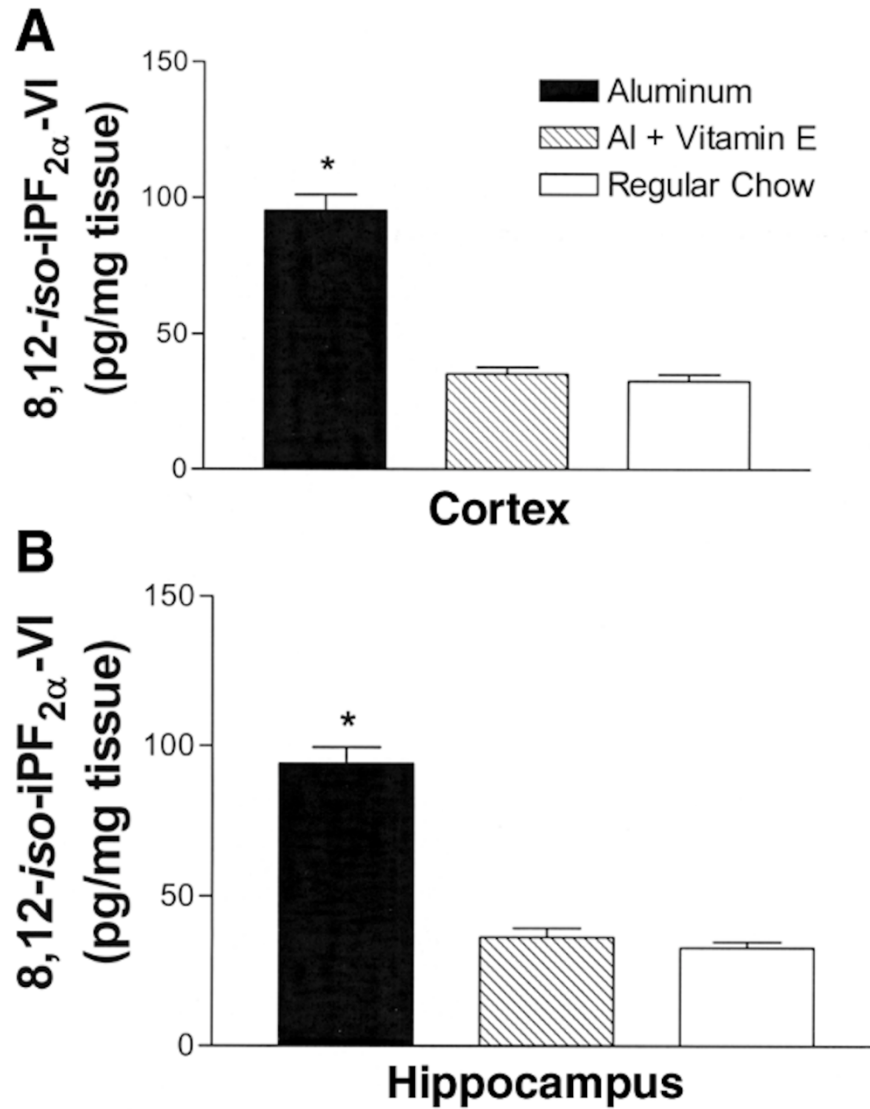 A
8,12-iso-iPF2α-VI
(pg/mg tissue)
150
100
50
0
*
Aluminum
Al + Vitamin E
Regular Chow
Cortex
B
8,12-iso-iPF2α-VI
(pg/mg tissue)
150
100
50
0
*
Hippocampus